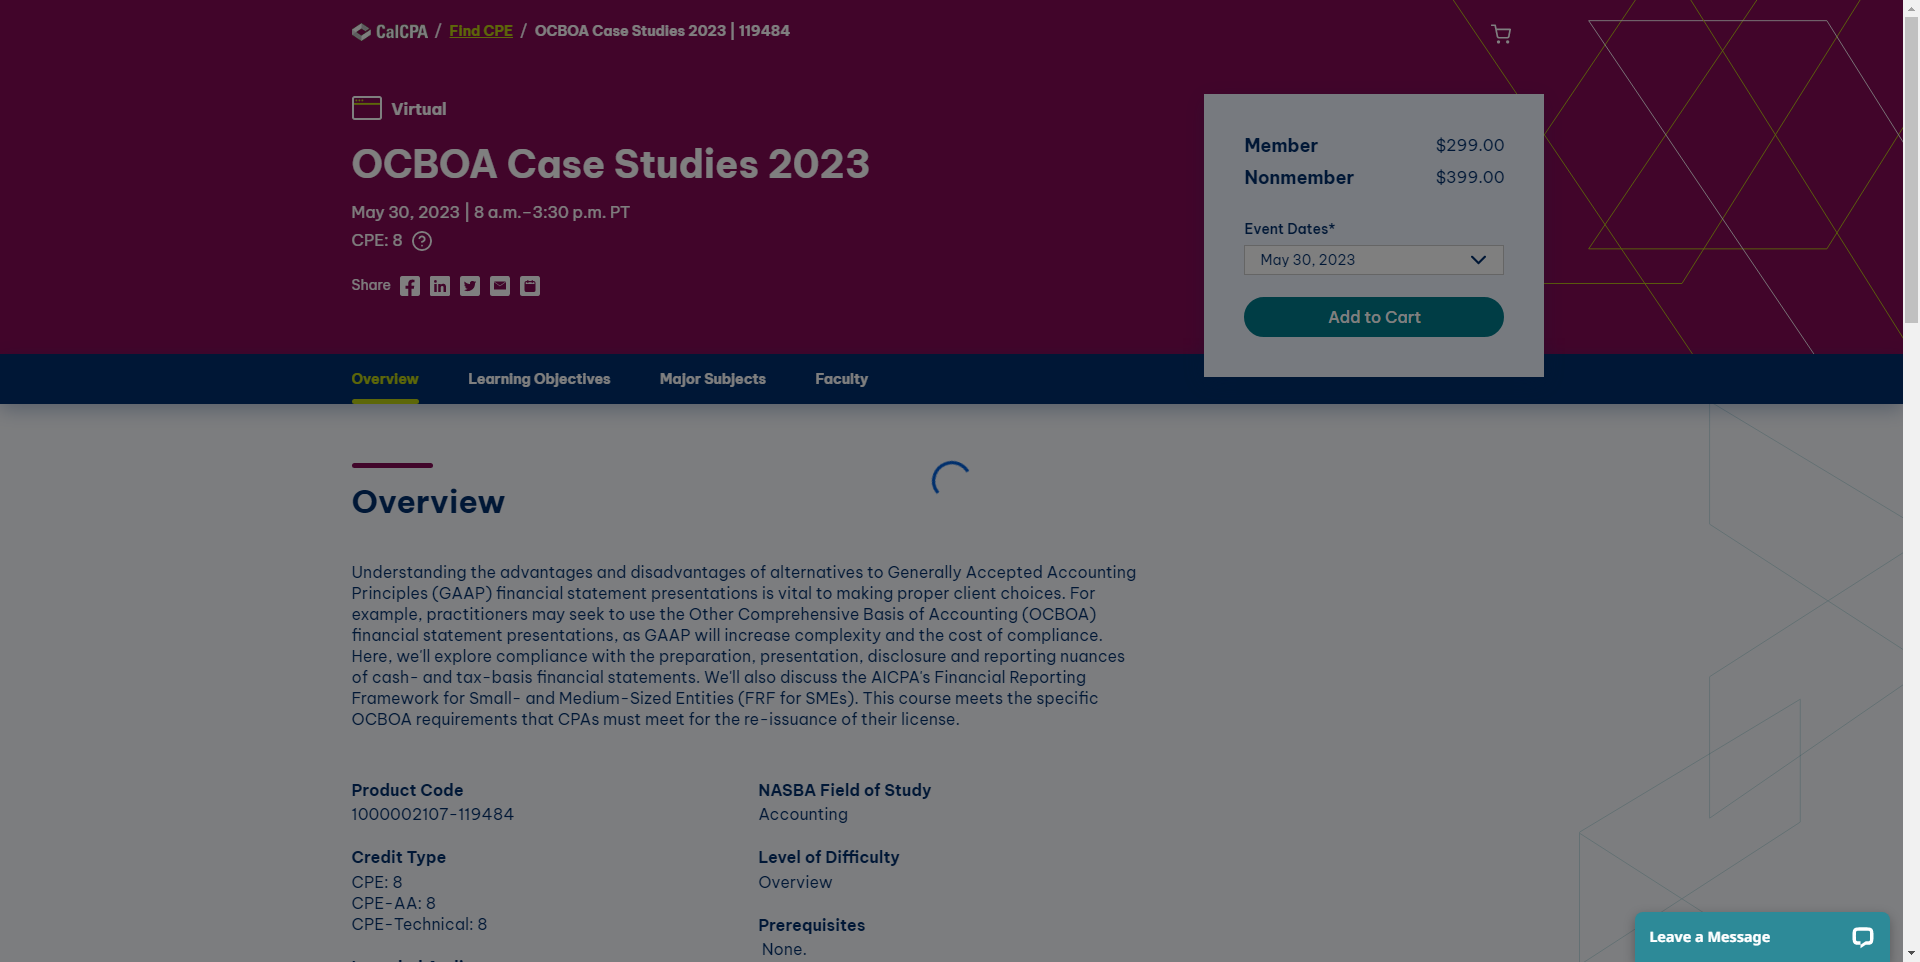 CalCPA / Find CPE / OCBOA Case Studies 2023 | 119484
Virtual
OCBOA Case Studies 2023
May 30, 2023 | 8 a.m.–3:30 p.m. PT
CPE: 8 ?
Share
Member $299.00
Nonmember $399.00
Event Dates*
May 30, 2023
Add to Cart
Overview Learning Objectives Major Subjects Faculty
Overview
Understanding the advantages and disadvantages of alternatives to Generally Accepted Accounting
Principles (GAAP) financial statement presentations is vital to making proper client choices. For
example, practitioners may seek to use the Other Comprehensive Basis of Accounting (OCBOA)
financial statement presentations, as GAAP will increase complexity and the cost of compliance.
Here, we'll explore compliance with the preparation, presentation, disclosure and reporting nuances
of cash- and tax-basis financial statements. We'll also discuss the AICPA's Financial Reporting
Framework for Small- and Medium-Sized Entities (FRF for SMEs). This course meets the specific
OCBOA requirements that CPAs must meet for the re-issuance of their license.
Product Code
1000002107-119484
Credit Type
CPE: 8
CPE-AA: 8
CPE-Technical: 8
NASBA Field of Study
Accounting
Level of Difficulty
Overview
Prerequisites
None.
Leave a Message